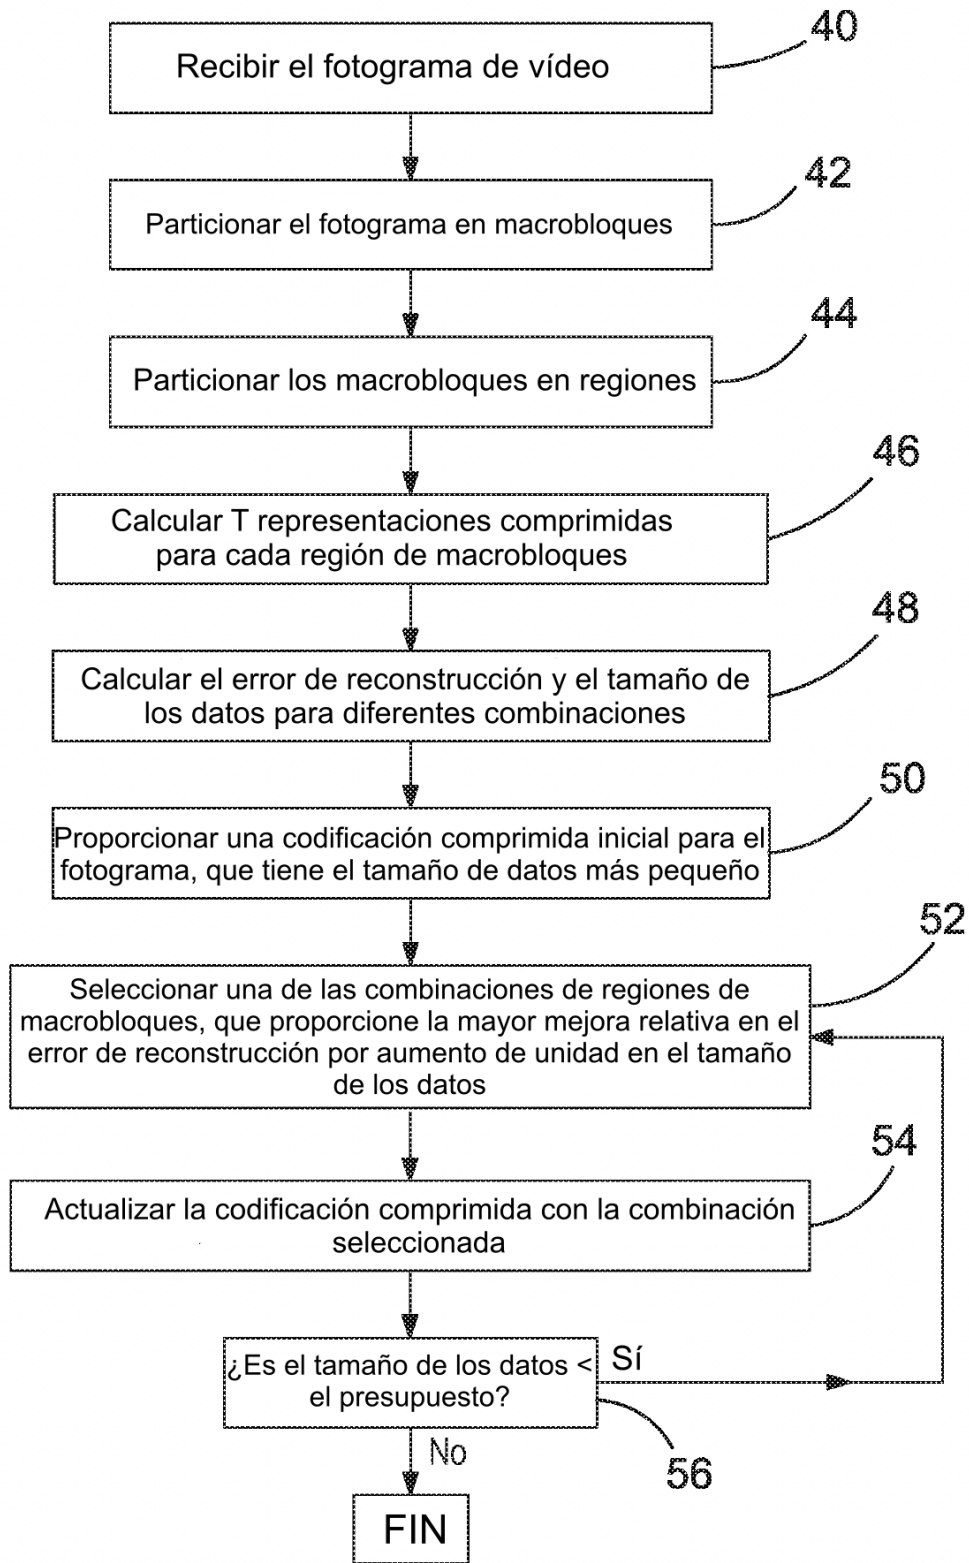 40
Recibir el fotograma de vídeo
42
Particionar el fotograma en macrobloques
44
Particionar los macrobloques en regiones
46
Calcular T representaciones comprimidas
para cada región de macrobloques
48
Calcular el error de reconstrucción y el tamaño de
los datos para diferentes combinaciones
50
Proporcionar una codificación comprimida inicial para el
fotograma, que tiene el tamaño de datos más pequeño
52
Seleccionar una de las combinaciones de regiones de
macrobloques, que proporcione la mayor mejora relativa en el
error de reconstrucción por aumento de unidad en el tamaño
de los datos
54
Actualizar la codificación comprimida con la combinación
seleccionada
¿Es el tamaño de los datos <
el presupuesto?
Sí
56
No
FIN